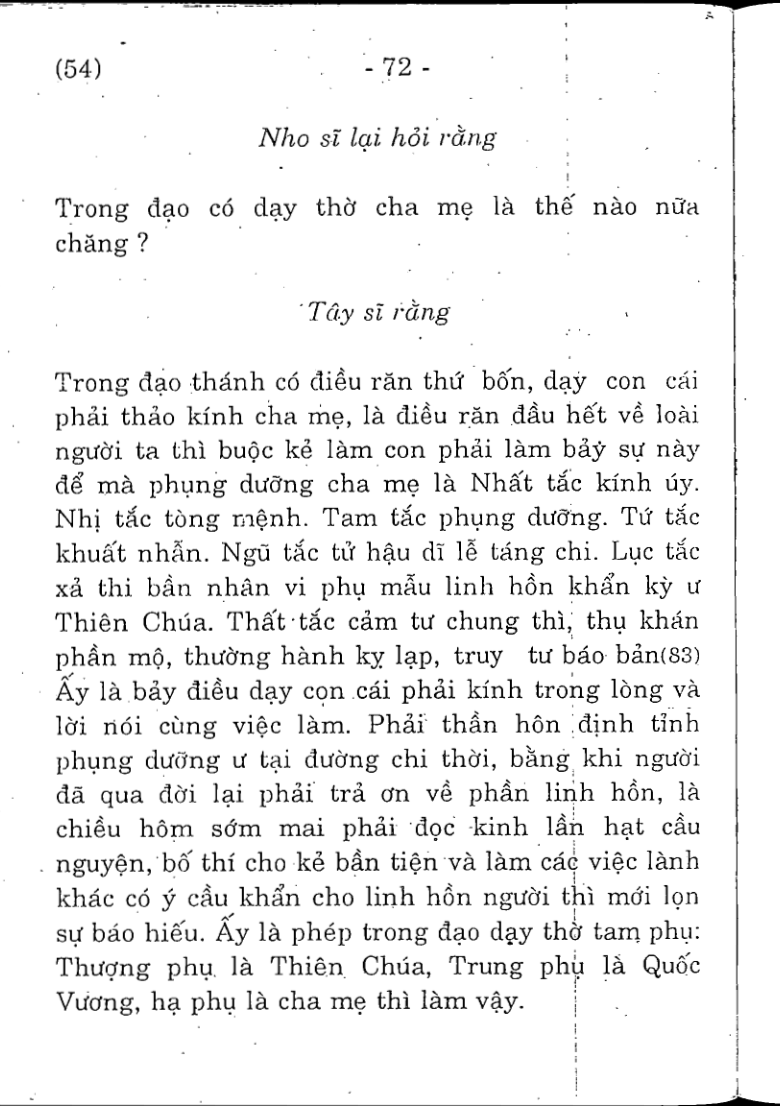 (54)
- 72 -
Nho sĩ lại hỏi rằng
Trong đạo có dạy thờ cha mẹ là thế nào nữa
chăng ?
Tây sĩ rằng
Trong đạo thánh có điều răn thứ bốn, dạy con cái
phải thảo kính cha mẹ, là điều răn đầu hết về loài
người ta thì buộc kẻ làm con phải làm bảy sự này
để mà phụng dưỡng cha mẹ là Nhất tắc kính úy.
Nhị tắc tòng mệnh. Tam tắc phụng dưỡng. Tứ tắc
khuất nhẫn. Ngũ tắc tử hậu dĩ lễ táng chi. Lục tắc
xả thi bần nhân vi phụ mẫu linh hồn khẩn kỳ ư
Thiên Chúa. Thất tắc cảm tư chung thì, thụ khán
phần mộ, thường hành kỵ lạp, truy tư báo bản(83)
Ấy là bảy điều dạy con cái phải kính trong lòng và
lời nói cùng việc làm. Phải thần hôn định tỉnh
phụng dưỡng ư tại đường chi thời, bằng khi người
đã qua đời lại phải trả ơn về phần linh hồn, là
chiều hôm sớm mai phải đọc kinh lần hạt cầu
nguyện, bố thí cho kẻ bần tiện và làm các việc lành
khác có ý cầu khẩn cho linh hồn người thì mới lọn
sự báo hiếu. Ấy là phép trong đạo dạy thờ tam phụ:
Thượng phụ là Thiên Chúa, Trung phụ là Quốc
Vương, hạ phụ là cha mẹ thì làm vậy.